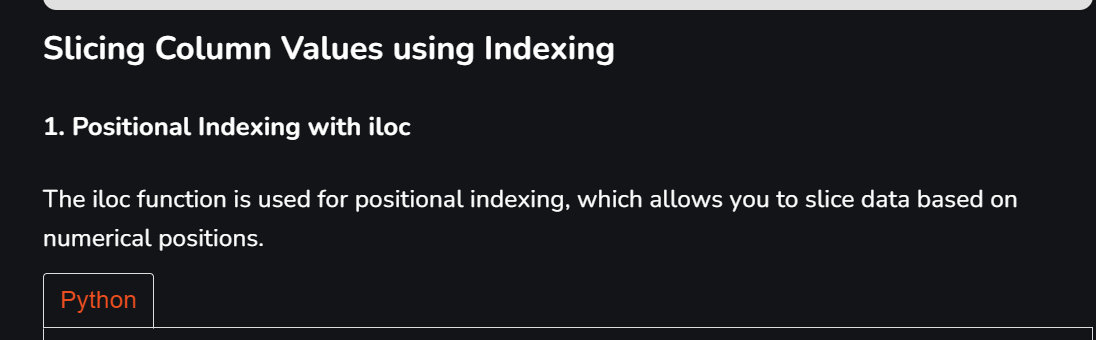 Slicing Column Values using Indexing
1. Positional Indexing with iloc
The iloc function is used for positional indexing, which allows you to slice data based on
numerical positions.
Python